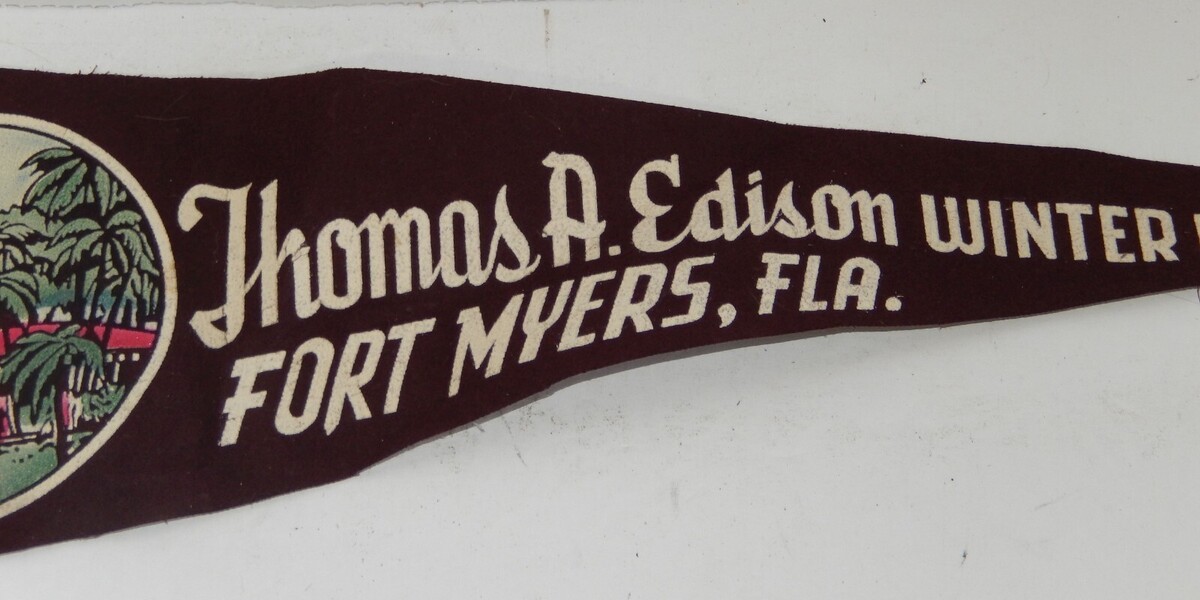 Thomas A. Edison WINTER
FORT MYERS, FLA.